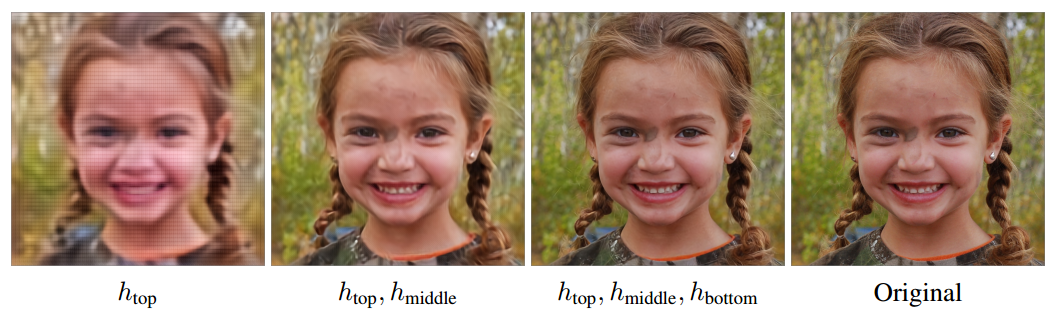 h_top
h_top, h_middle
h_top, h_middle, h_bottom
Original